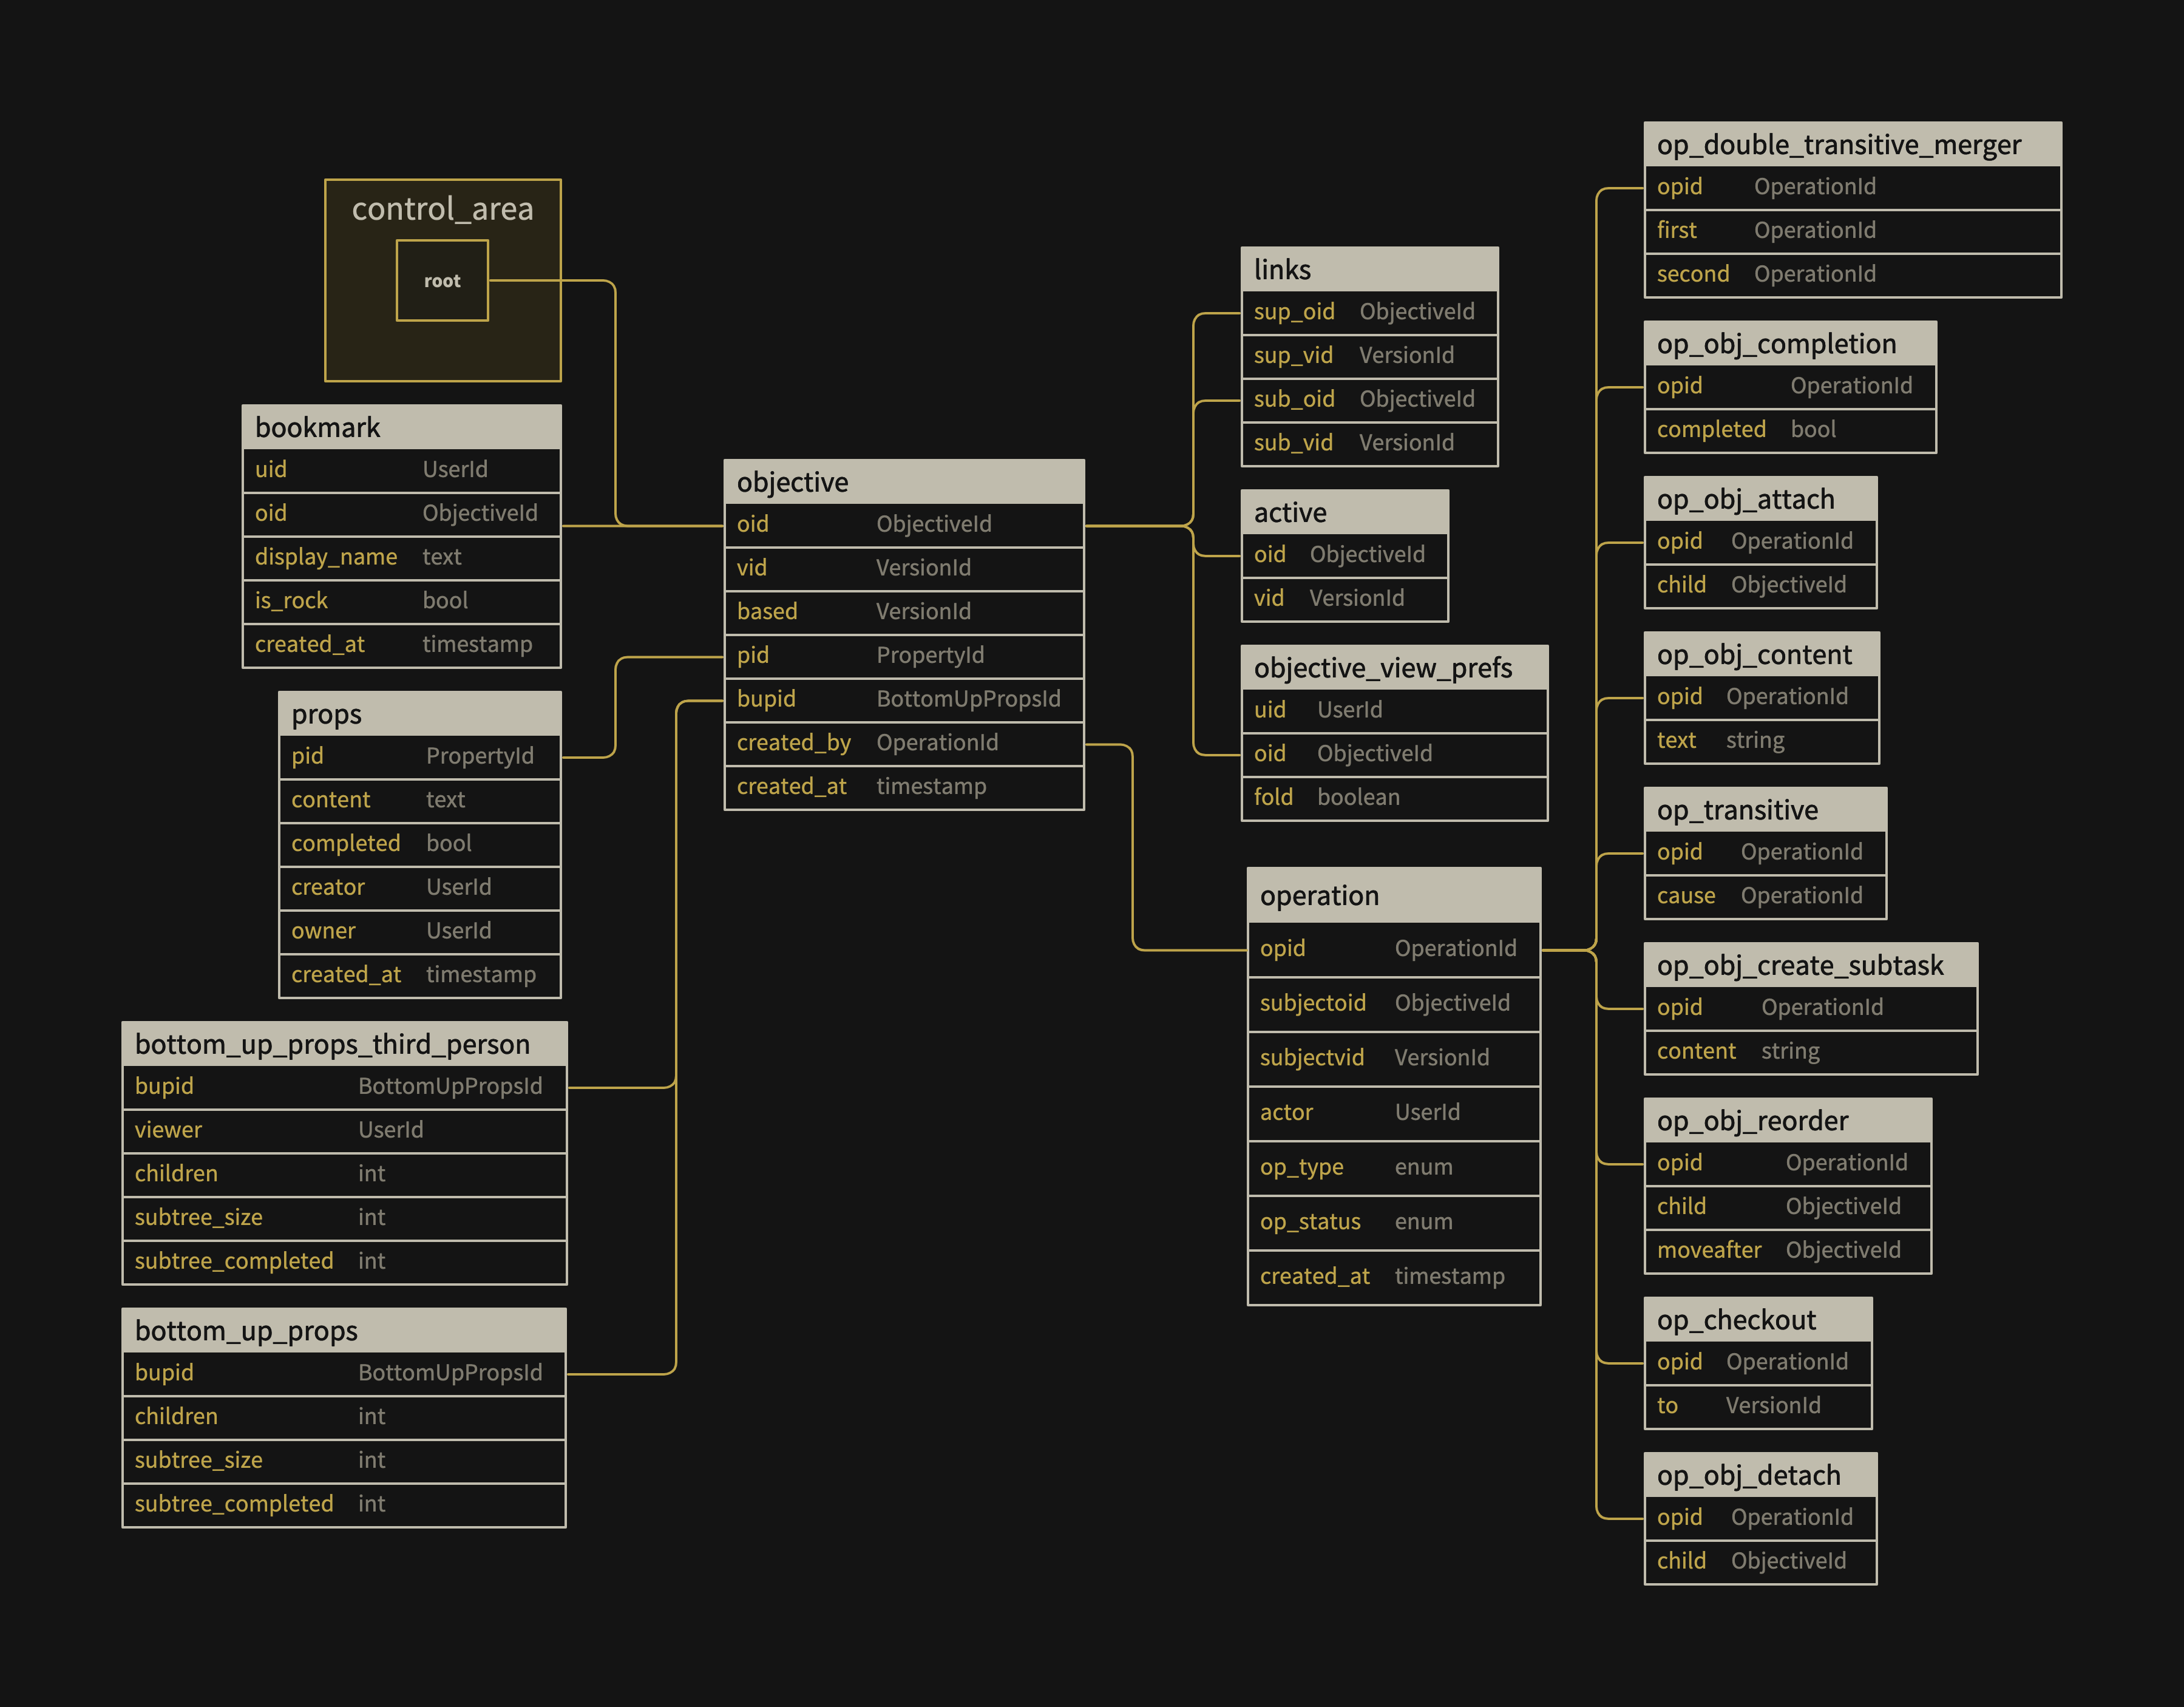 control_area
root
bookmark
uid UserId
oid ObjectiveId
display_name text
is_rock bool
created_at timestamp
props
pid PropertyId
content text
completed bool
creator UserId
owner UserId
created_at timestamp
bottom_up_props_third_person
bupid BottomUpPropsId
viewer UserId
children int
subtree_size int
subtree_completed int
bottom_up_props
bupid BottomUpPropsId
children int
subtree_size int
subtree_completed int
objective
oid ObjectiveId
vid VersionId
based VersionId
pid PropertyId
bupid BottomUpPropsId
created_by OperationId
created_at timestamp
links
sup_oid ObjectiveId
sup_vid VersionId
sub_oid ObjectiveId
sub_vid VersionId
active
oid ObjectiveId
vid VersionId
objective_view_prefs
uid UserId
oid ObjectiveId
fold boolean
operation
opid OperationId
subjectoid ObjectiveId
subjectvid VersionId
actor UserId
op_type enum
op_status enum
created_at timestamp
op_double_transitive_merger
opid OperationId
first OperationId
second OperationId
op_obj_completion
opid OperationId
completed bool
op_obj_attach
opid OperationId
child ObjectiveId
op_obj_content
opid OperationId
text string
op_transitive
opid OperationId
cause OperationId
op_obj_create_subtask
opid OperationId
content string
op_obj_reorder
opid OperationId
child ObjectiveId
moveafter ObjectiveId
op_checkout
opid OperationId
to VersionId
op_obj_detach
opid OperationId
child ObjectiveId